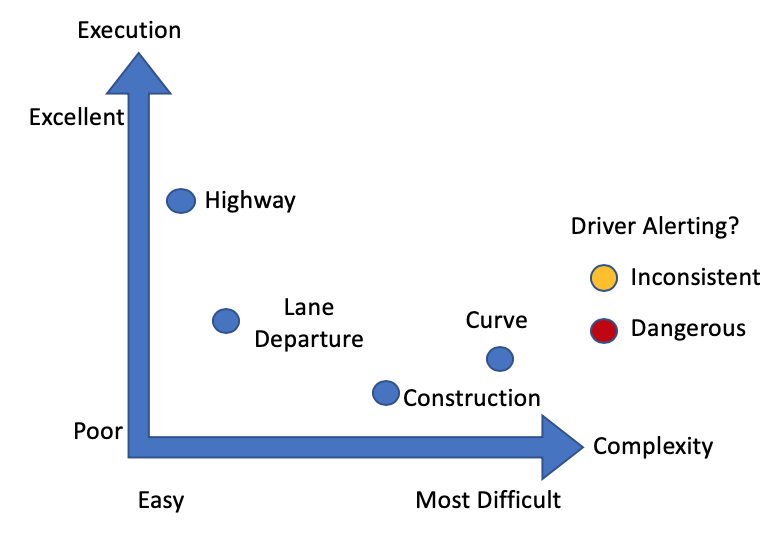 Execution
Excellent
Highway
Driver Alerting?
Inconsistent
Lane
Departure
Curve
Dangerous
Construction
Poor
Complexity
Easy
Most Difficult